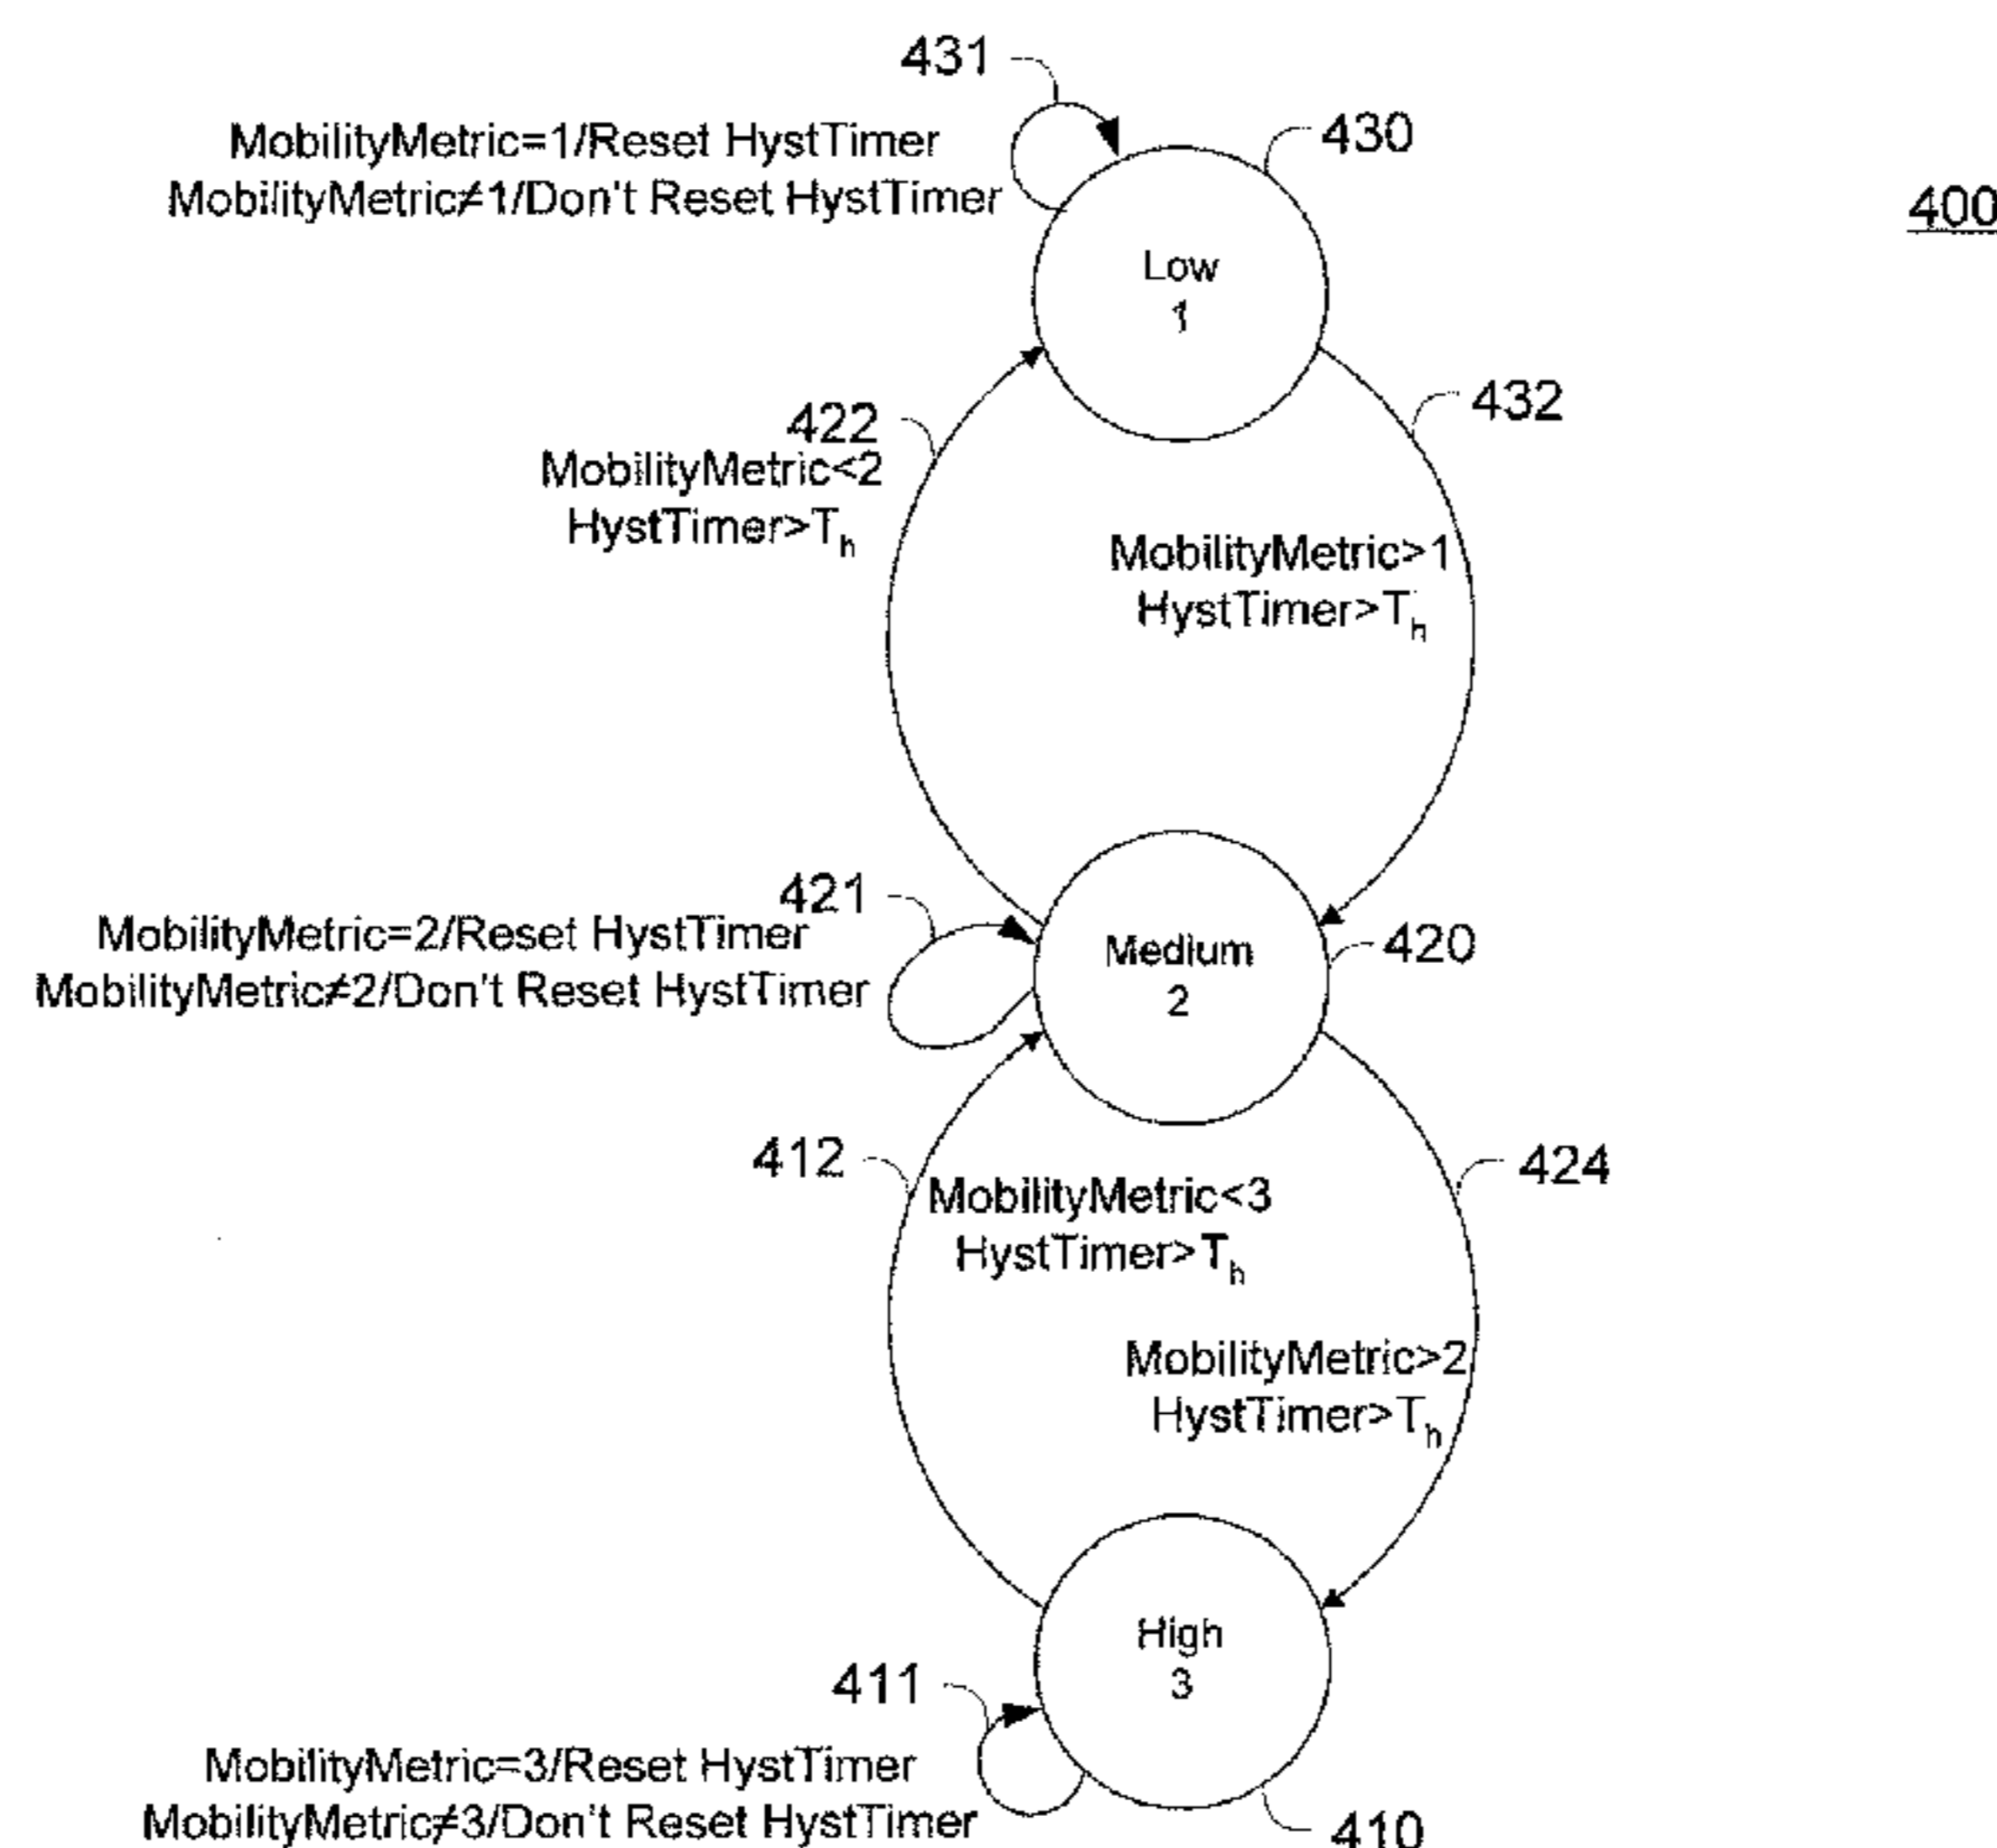 431
MobilityMetric=1/Reset HystTimer
MobilityMetric≠1/Don't Reset HystTimer
430
400
Low
1
422
MobilityMetric<2
HystTimer>Th
432
MobilityMetric>1
HystTimer>Th
421
MobilityMetric=2/Reset HystTimer
MobilityMetric≠2/Don't Reset HystTimer
Medium
2
420
412
MobilityMetric<3
HystTimer>Th
424
MobilityMetric>2
HystTimer>Th
High
3
411
MobilityMetric=3/Reset HystTimer
MobilityMetric≠3/Don't Reset HystTimer
410